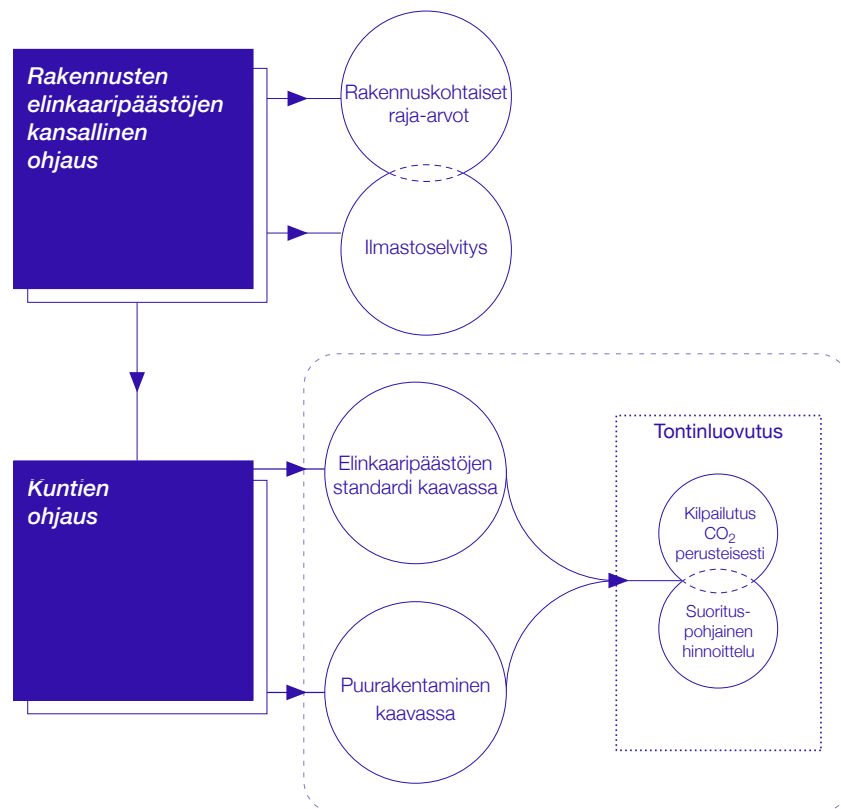 Rakennusten
elinkaaripäästöjen
kansallinen
ohjaus
Rakennuskohtaiset
raja-arvot
Ilmastoselvitys
Kuntien
ohjaus
Elinkaaripäästöjen
standardi kaavassa
Puurakentaminen
kaavassa
Tontinluovutus
Kilpailutus
CO₂
perusteisesti
Suoritus-
pohjainen
hinnoittelu